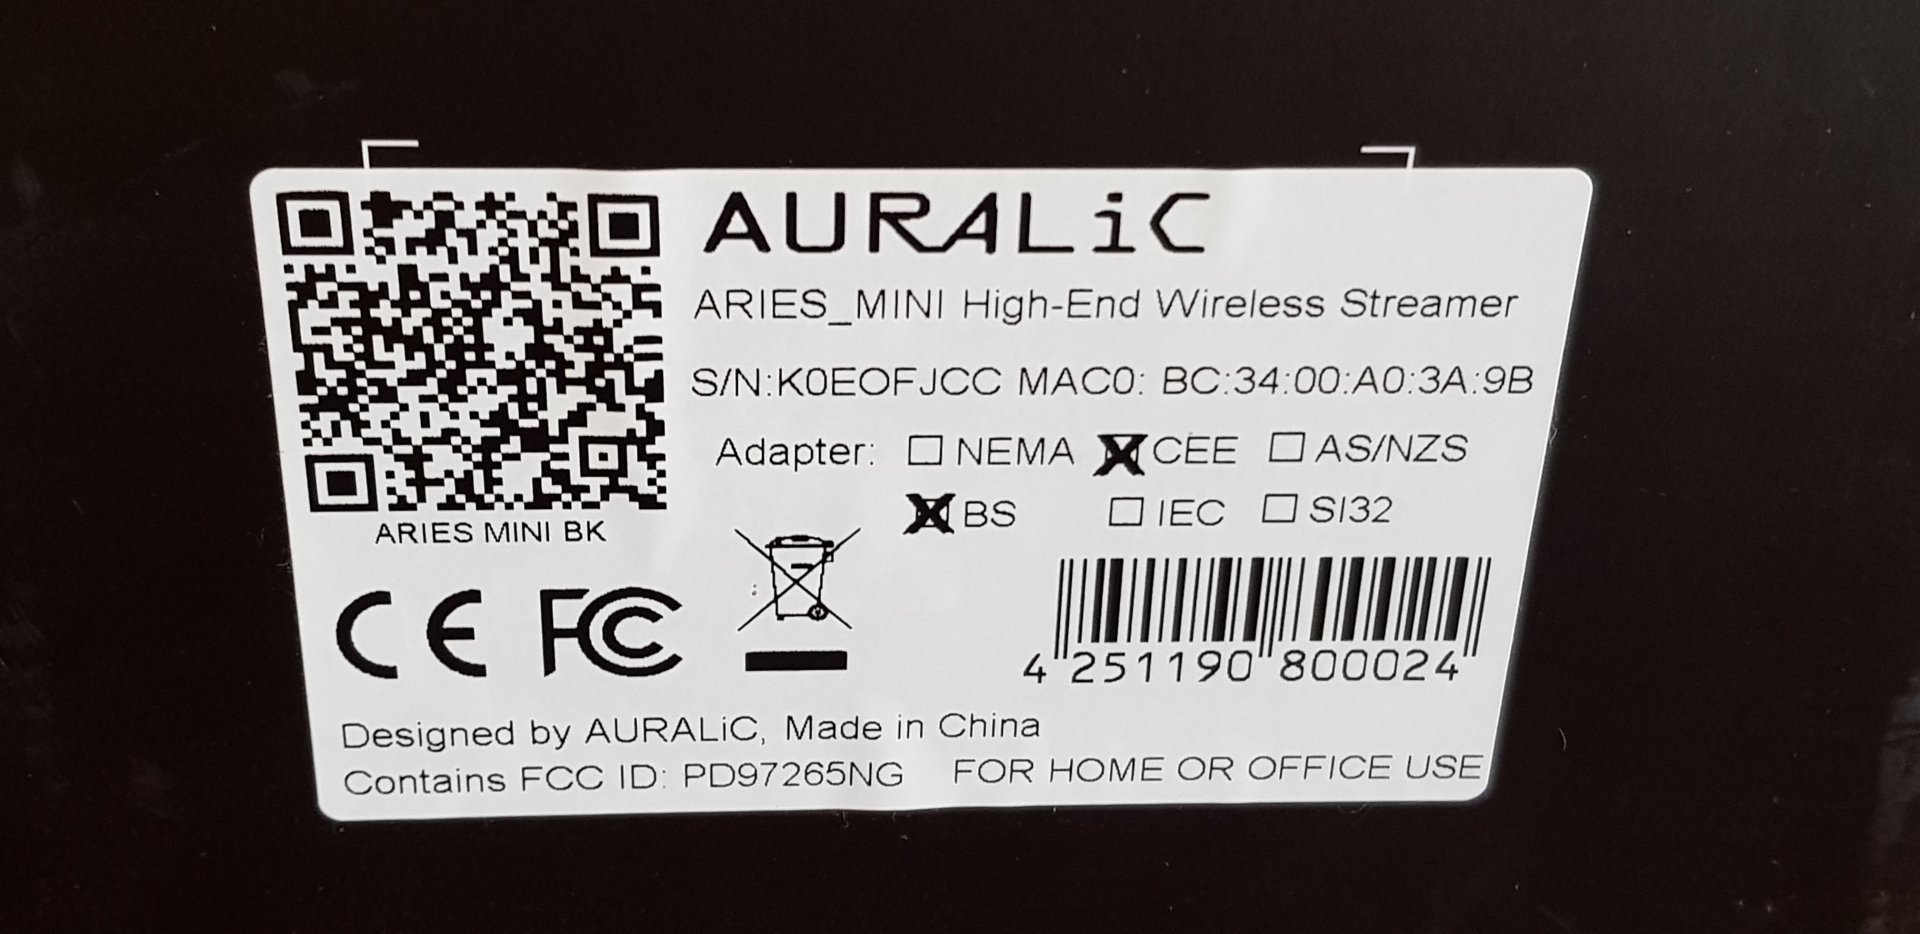 AURALiC
ARIES_MINI High-End Wireless Streamer
S/N:K0EOFJCC MAC0: BC:34:00:A0:3A:9B
Adapter: NEMA CEE AS/NZS
BS IEC SI32
ARIES MINI BK
CE FC
4 251190 800024
Designed by AURALiC, Made in China
Contains FCC ID: PD97265NG FOR HOME OR OFFICE USE